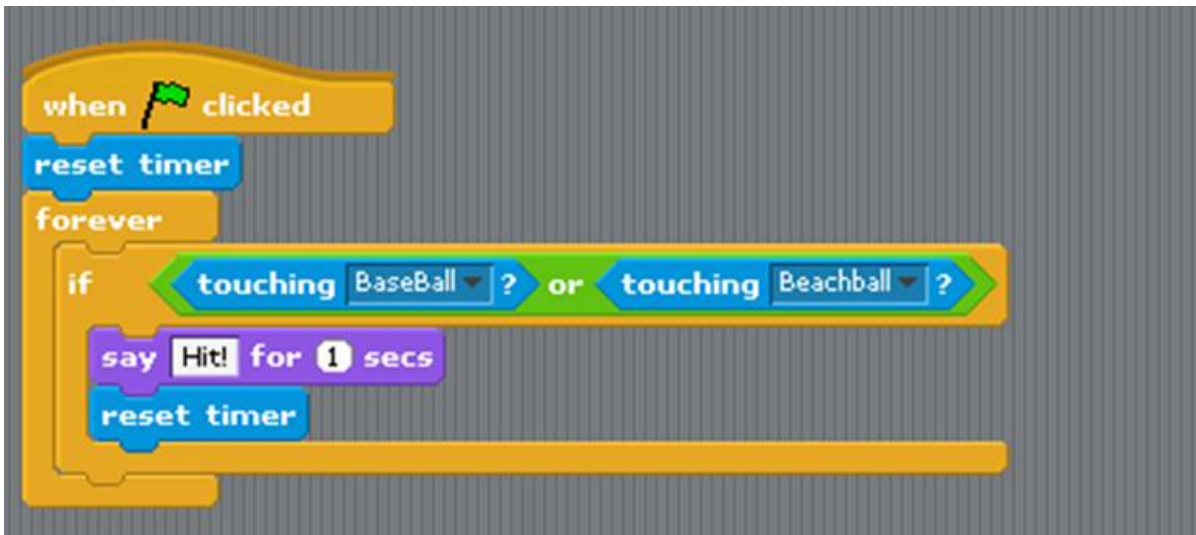 when clicked
reset timer
forever
if touching BaseBall ? or touching Beachball ?
say Hit! for 1 secs
reset timer